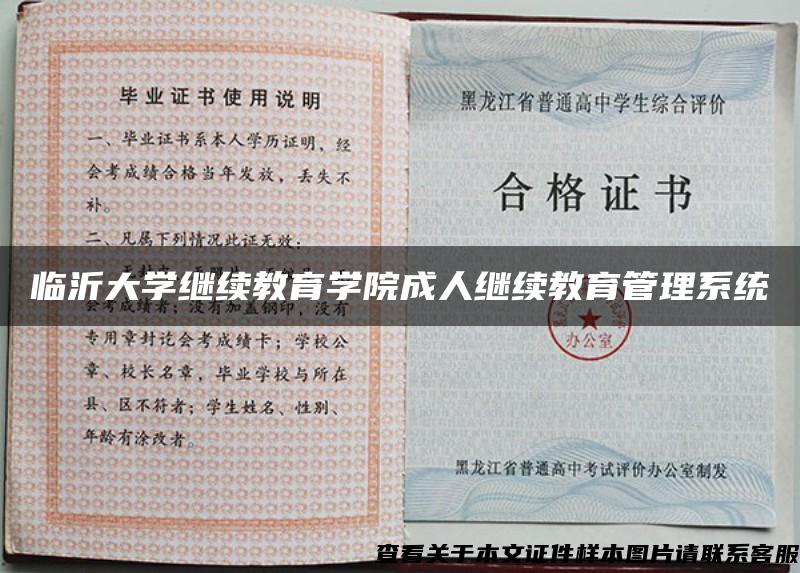 毕业证书使用说明
一、毕业证书系本人学历证明，经
会考成绩合格当年发放，丢失不
补。
二、凡属下列情况此证无效：
会考成绩者；没有加盖钢印，没有
专用章封讫会考成绩卡；学校公
章、校长名章，毕业学校与所在
县、区不符者；学生姓名、性别、
年龄有涂改者。
黑龙江省普通高中学生综合评价
合格证书
临沂大学继续教育学院成人继续教育管理系统
办公室
黑龙江省普通高中考试评价办公室制发
查看关于本文证件样本图片请联系客服